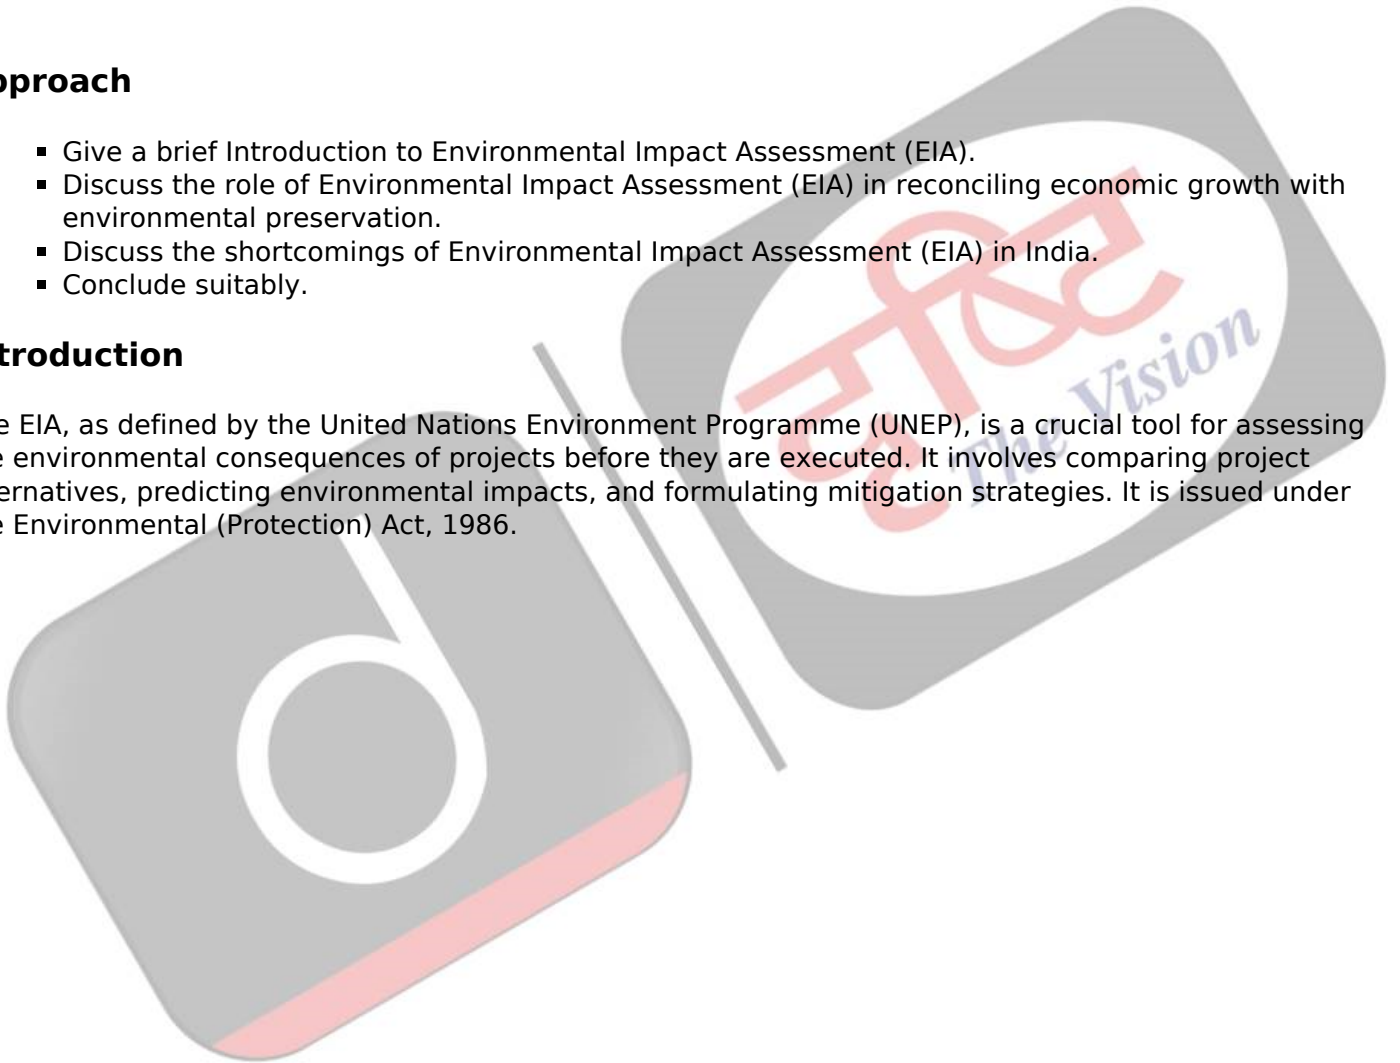 pproach
Give a brief Introduction to Environmental Impact Assessment (EIA).
Discuss the role of Environmental Impact Assessment (EIA) in reconciling economic growth with
environmental preservation.
Discuss the shortcomings of Environmental Impact Assessment (EIA) in India.
Conclude suitably.
troduction
e EIA, as defined by the United Nations Environment Programme (UNEP), is a crucial tool for assessing
e environmental consequences of projects before they are executed. It involves comparing project
ernatives, predicting environmental impacts, and formulating mitigation strategies. It is issued under
e Environmental (Protection) Act, 1986.
दृष्टि
The Vision